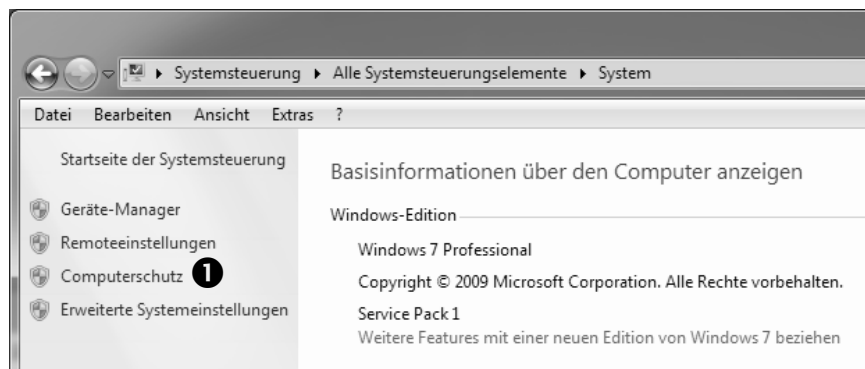 Systemsteuerung ▸ Alle Systemsteuerungselemente ▸ System
Datei Bearbeiten Ansicht Extras ?
Startseite der Systemsteuerung
Geräte-Manager
Remoteeinstellungen
Computerschutz 1
Erweiterte Systemeinstellungen
Basisinformationen über den Computer anzeigen
Windows-Edition
Windows 7 Professional
Copyright © 2009 Microsoft Corporation. Alle Rechte vorbehalten.
Service Pack 1
Weitere Features mit einer neuen Edition von Windows 7 beziehen